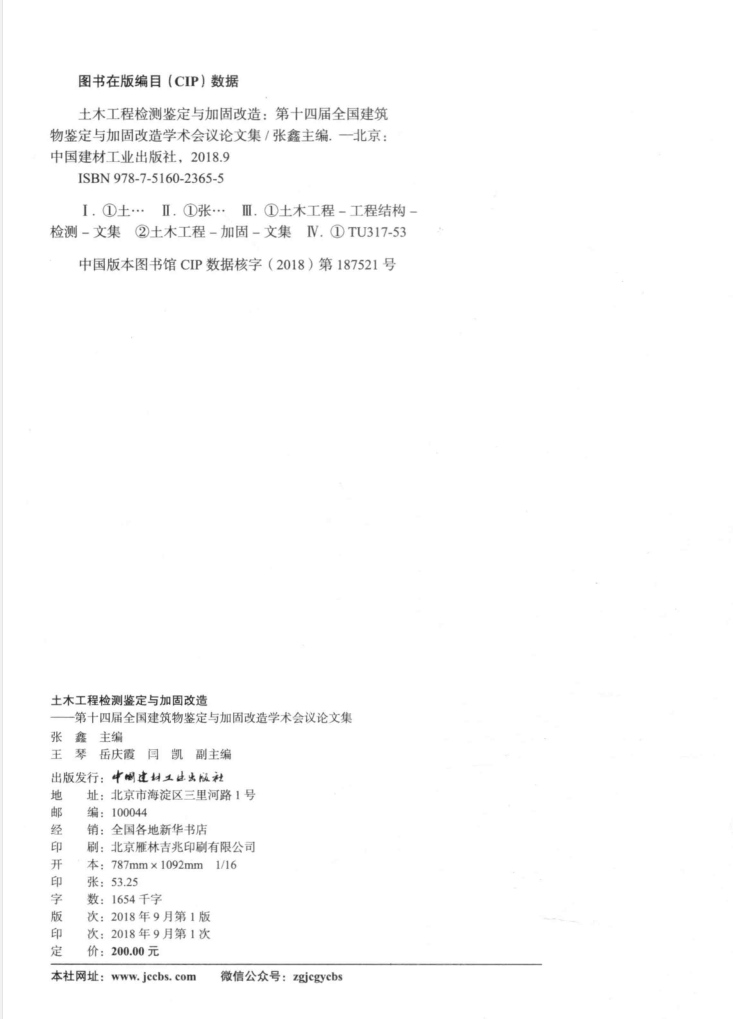 图书在版编目(CIP)数据
土木工程检测鉴定与加固改造：第十四届全国建筑
物鉴定与加固改造学术会议论文集/张鑫主编. —北京：
中国建材工业出版社，2018.9
ISBN 978-7-5160-2365-5
Ⅰ. ①土… Ⅱ. ①张… Ⅲ. ①土木工程－工程结构－
检测－文集 ②土木工程－加固－文集 Ⅳ. ①TU317-53
中国版本图书馆 CIP 数据核字（2018）第 187521 号
土木工程检测鉴定与加固改造
——第十四届全国建筑物鉴定与加固改造学术会议论文集
张 鑫 主编
王 琴 岳庆霞 闫 凯 副主编
出版发行：中国建材工业出版社
地 址：北京市海淀区三里河路1号
邮 编：100044
经 销：全国各地新华书店
印 刷：北京雁林吉兆印刷有限公司
开 本：787mm×1092mm 1/16
印 张：53.25
字 数：1654千字
版 次：2018年9月第1版
印 次：2018年9月第1次
定 价：200.00元
本社网址：www.jccbs.com 微信公众号：zgjcgycbs